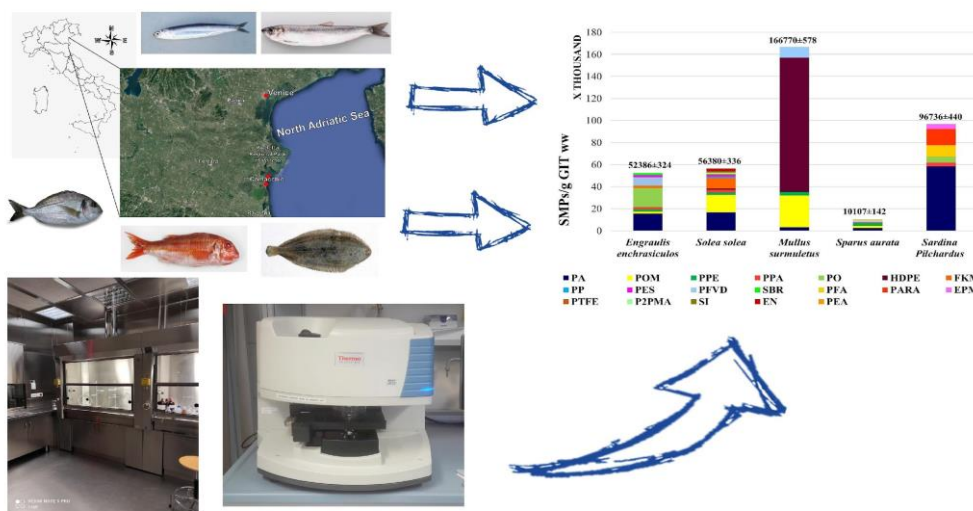 Venice
North Adriatic Sea
Thermo
X THOUSAND
SMPs/g GIT ww
180
160
140
120
100
80
60
40
20
0
52386±324
56380±336
166770±578
10107±142
96736±440
Engraulis
enchrasiculos
Solea solea
Mullus
surmuletus
Sparus aurata
Sardina
Pilchardus
PA
POM
PPE
PPA
PO
HDPE
FKM
PP
PES
PFVD
SBR
PFA
PARA
EPM
PTFE
P2PMA
SI
EN
PEA